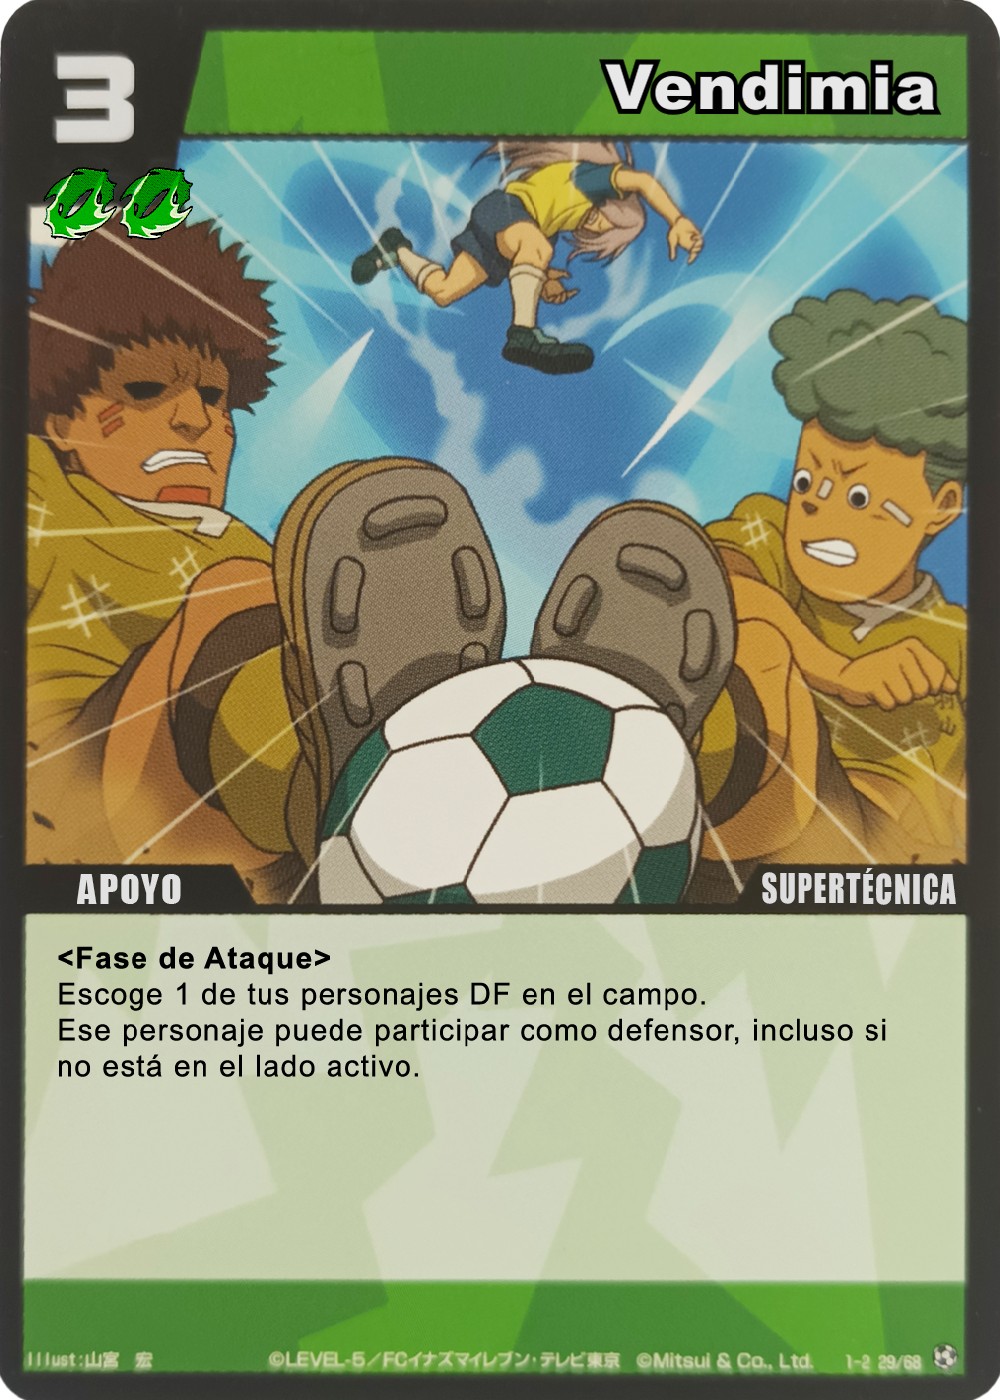 3
Vendimia
APOYO
SUPERTÉCNICA
<Fase de Ataque>
Escoge 1 de tus personajes DF en el campo.
Ese personaje puede participar como defensor, incluso si
no está en el lado activo.
Illust:山宮 宏
©LEVEL-5/FCイナズマイレブン・テレビ東京 ©Mitsui & Co., Ltd. 1-2 29/68